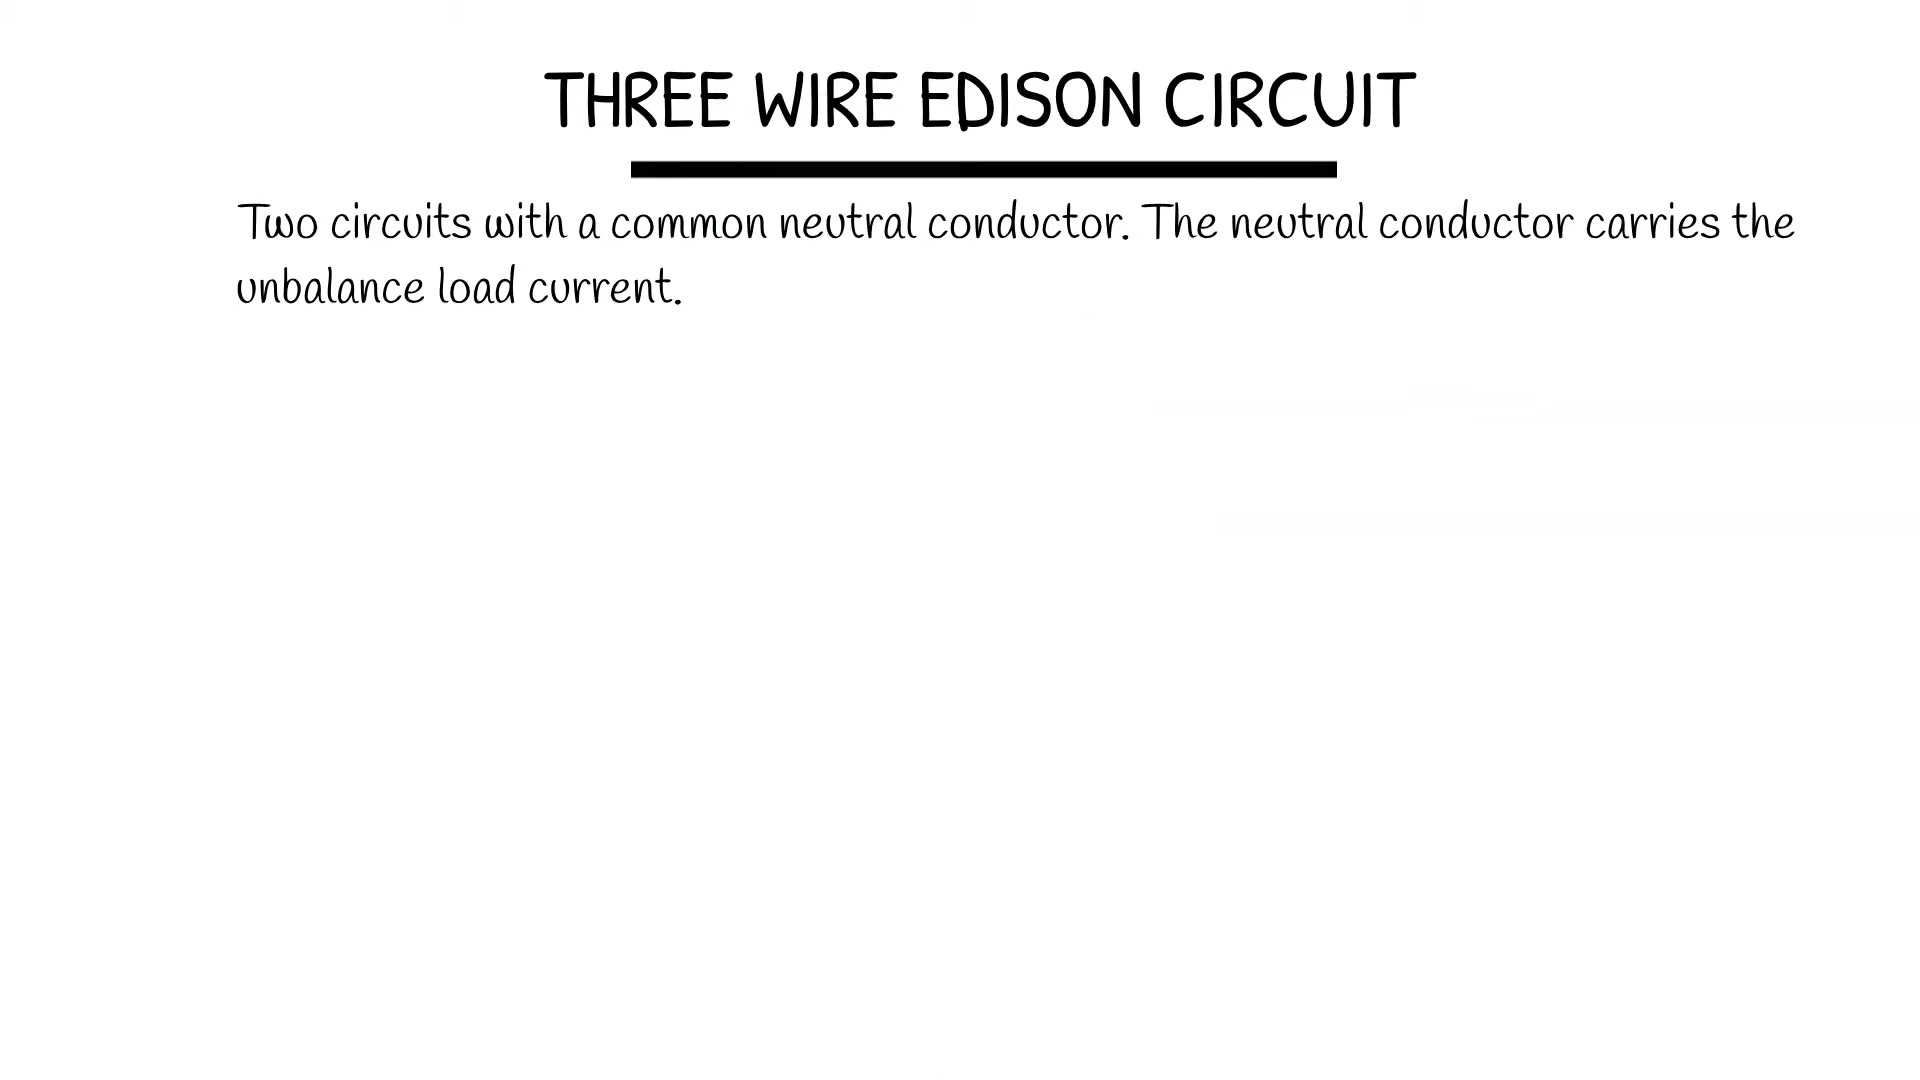 THREE WIRE EDISON CIRCUIT
Two circuits with a common neutral conductor. The neutral conductor carries the
unbalance load current.